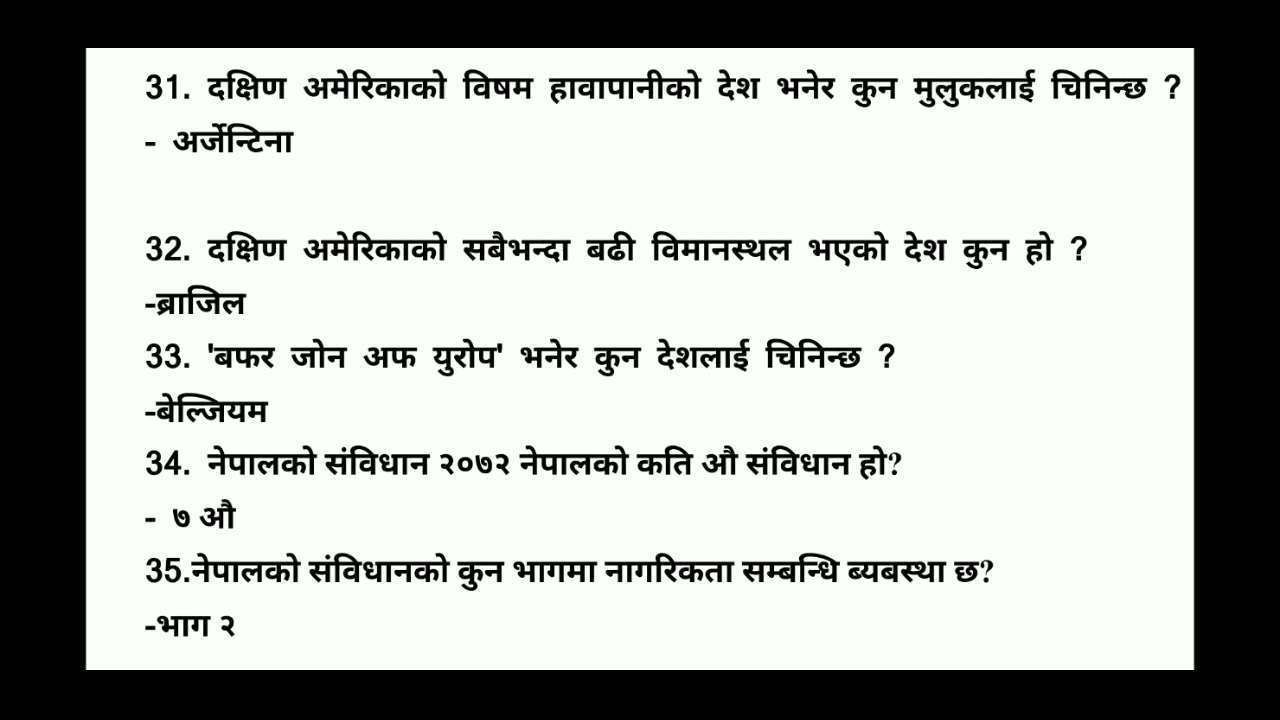 31. दक्षिण अमेरिकाको विषम हावापानीको देश भनेर कुन मुलुकलाई चिनिन्छ ?
- अर्जेन्टिना
32. दक्षिण अमेरिकाको सबैभन्दा बढी विमानस्थल भएको देश कुन हो ?
-ब्राजिल
33. 'बफर जोन अफ युरोप' भनेर कुन देशलाई चिनिन्छ ?
-बेल्जियम
34. नेपालको संविधान २०७२ नेपालको कति औ संविधान हो?
- ७ औ
35.नेपालको संविधानको कुन भागमा नागरिकता सम्बन्धि ब्यबस्था छ?
-भाग २